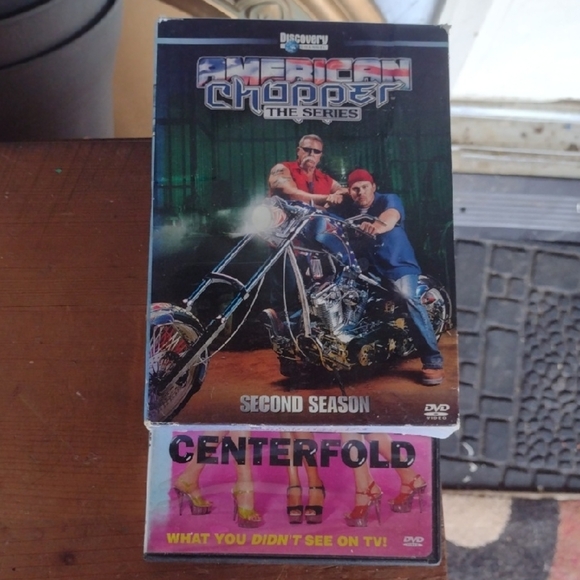 Discovery
AMERICAN
Chopper
THE SERIES
SECOND SEASON
DVD
CENTERFOLD
WHAT YOU DIDN'T SEE ON TV!
DVD